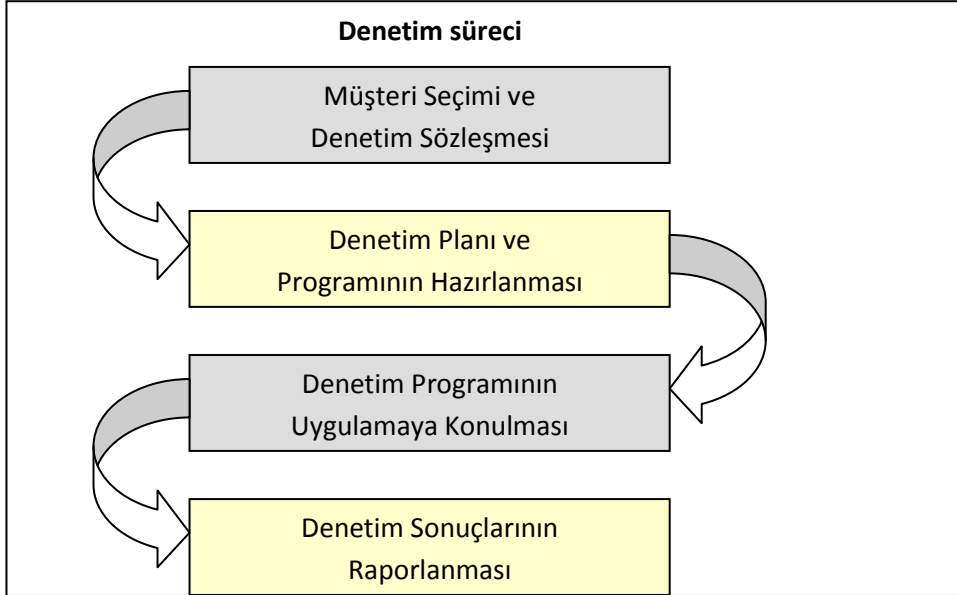 Denetim süreci
Müşteri Seçimi ve
Denetim Sözleşmesi
Denetim Planı ve
Programının Hazırlanması
Denetim Programının
Uygulamaya Konulması
Denetim Sonuçlarının
Raporlanması